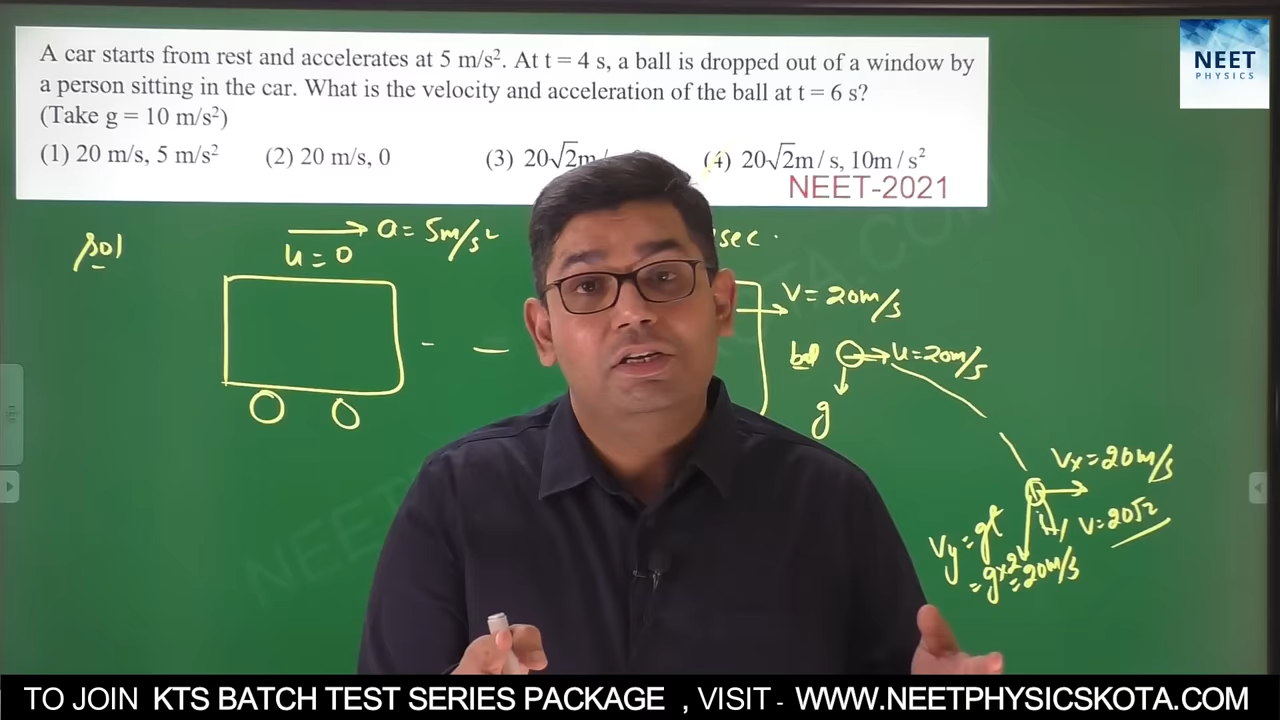 A car starts from rest and accelerates at 5 m/s². At t = 4 s, a ball is dropped out of a window by
a person sitting in the car. What is the velocity and acceleration of the ball at t = 6 s?
(Take g = 10 m/s²)
(1) 20 m/s, 5 m/s² (2) 20 m/s, 0 (3) 20√2m (4) 20√2m / s, 10m / s²
NEET-2021
NEET
PHYSICS
sol
a = 5m/s²
u = 0
sec.
V = 20m/s
ball
u=20m/s
g
Vx = 20m/s
V = 20√2
Vy = gt
= g×2
= 20m/s
TO JOIN KTS BATCH TEST SERIES PACKAGE , VISIT - WWW.NEETPHYSICSKOTA.COM